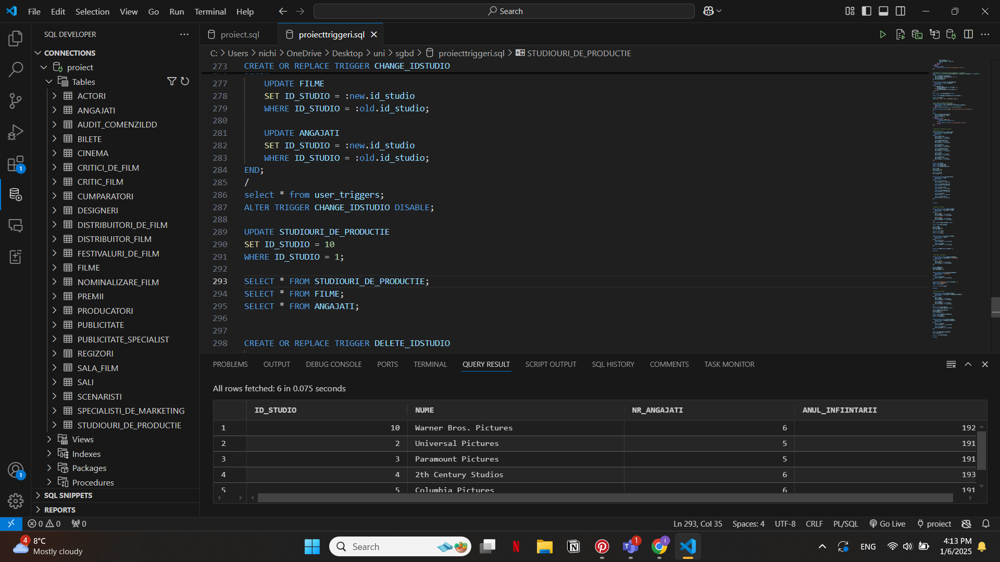 File Edit Selection View Go Run Terminal Help
Search
SQL DEVELOPER
CONNECTIONS
proiect
Tables
ACTORI
ANGAJATI
AUDIT_COMENZILDD
BILETE
CINEMA
CRITICI_DE_FILM
CRITIC_FILM
CUMPARATORI
DESIGNERI
DISTRIBUITORI_DE_FILM
DISTRIBUITOR_FILM
FESTIVALURI_DE_FILM
FILME
NOMINALIZARE_FILM
PREMII
PRODUCATORI
PUBLICITATE
PUBLICITATE_SPECIALIST
REGIZORI
SALA_FILM
SALI
SCENARISTI
SPECIALISTI_DE_MARKETING
STUDIOURI_DE_PRODUCTIE
Views
Indexes
Packages
Procedures
SQL SNIPPETS
REPORTS
1
1
proiect.sql proiecttriggeri.sql
C: > Users > nichi > OneDrive > Desktop > uni > sgbd > proiecttriggeri.sql > STUDIOURI_DE_PRODUCTIE
273 CREATE OR REPLACE TRIGGER CHANGE_IDSTUDIO
277 UPDATE FILME
278 SET ID_STUDIO = :new.id_studio
279 WHERE ID_STUDIO = :old.id_studio;
280
281 UPDATE ANGAJATI
282 SET ID_STUDIO = :new.id_studio
283 WHERE ID_STUDIO = :old.id_studio;
284 END;
285 /
286 select * from user_triggers;
287 ALTER TRIGGER CHANGE_IDSTUDIO DISABLE;
288
289 UPDATE STUDIOURI_DE_PRODUCTIE
290 SET ID_STUDIO = 10
291 WHERE ID_STUDIO = 1;
292
293 SELECT * FROM STUDIOURI_DE_PRODUCTIE;
294 SELECT * FROM FILME;
295 SELECT * FROM ANGAJATI;
296
297
298 CREATE OR REPLACE TRIGGER DELETE_IDSTUDIO
PROBLEMS OUTPUT DEBUG CONSOLE PORTS TERMINAL QUERY RESULT SCRIPT OUTPUT SQL HISTORY COMMENTS TASK MONITOR
All rows fetched: 6 in 0.075 seconds
ID_STUDIO NUME NR_ANGAJATI ANUL_INFIINTARII
1 10 Warner Bros. Pictures 6 192
2 2 Universal Pictures 5 191
3 3 Paramount Pictures 5 191
4 4 2th Century Studios 6 193
5 5 Columbia Pictures 6 191
0 0 0 Ln 293, Col 35 Spaces: 4 UTF-8 CRLF PL/SQL Go Live proiect
4 8°C
Mostly cloudy
Search
1
ENG
4:13 PM
1/6/2025